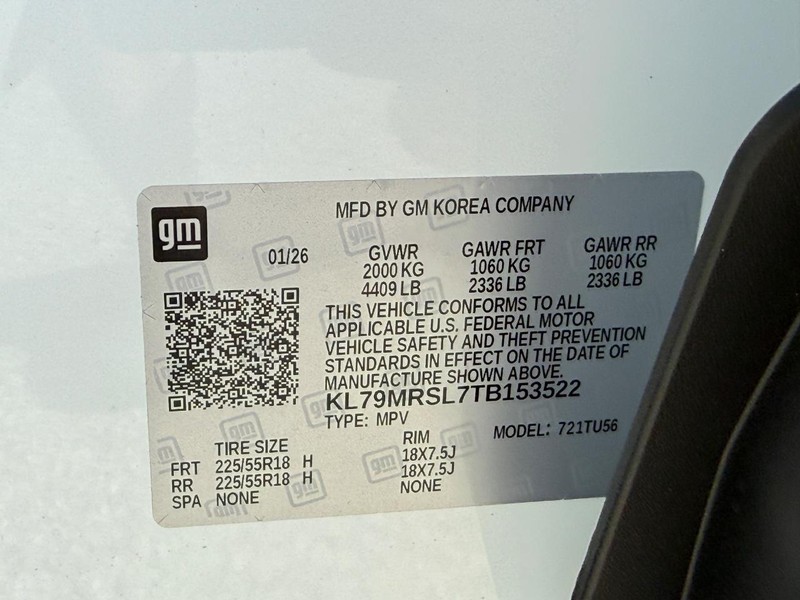 gm
MFD BY GM KOREA COMPANY
01/26
GVWR GAWR FRT GAWR RR
2000 KG 1060 KG 1060 KG
4409 LB 2336 LB 2336 LB
THIS VEHICLE CONFORMS TO ALL
APPLICABLE U.S. FEDERAL MOTOR
VEHICLE SAFETY AND THEFT PREVENTION
STANDARDS IN EFFECT ON THE DATE OF
MANUFACTURE SHOWN ABOVE.
KL79MRSL7TB153522
TYPE: MPV MODEL: 721TU56
TIRE SIZE RIM
FRT 225/55R18 H 18X7.5J
RR 225/55R18 H 18X7.5J
SPA NONE NONE